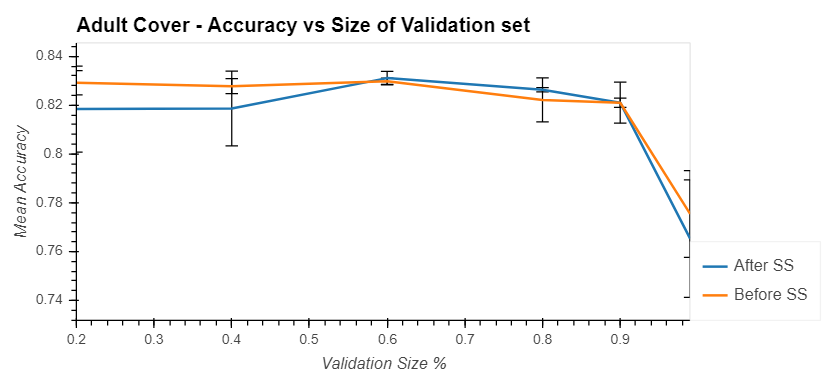 Adult Cover - Accuracy vs Size of Validation set
0.84
0.82
0.8
0.78
0.76
0.74
Mean Accuracy
0.2 0.3 0.4 0.5 0.6 0.7 0.8 0.9
Validation Size %
After SS
Before SS